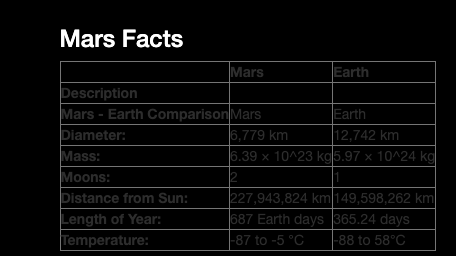 Mars Facts
Mars Earth
Description
Mars - Earth Comparison Mars Earth
Diameter: 6,779 km 12,742 km
Mass: 6.39 × 10^23 kg 5.97 × 10^24 kg
Moons: 2 1
Distance from Sun: 227,943,824 km 149,598,262 km
Length of Year: 687 Earth days 365.24 days
Temperature: -87 to -5 °C -88 to 58°C